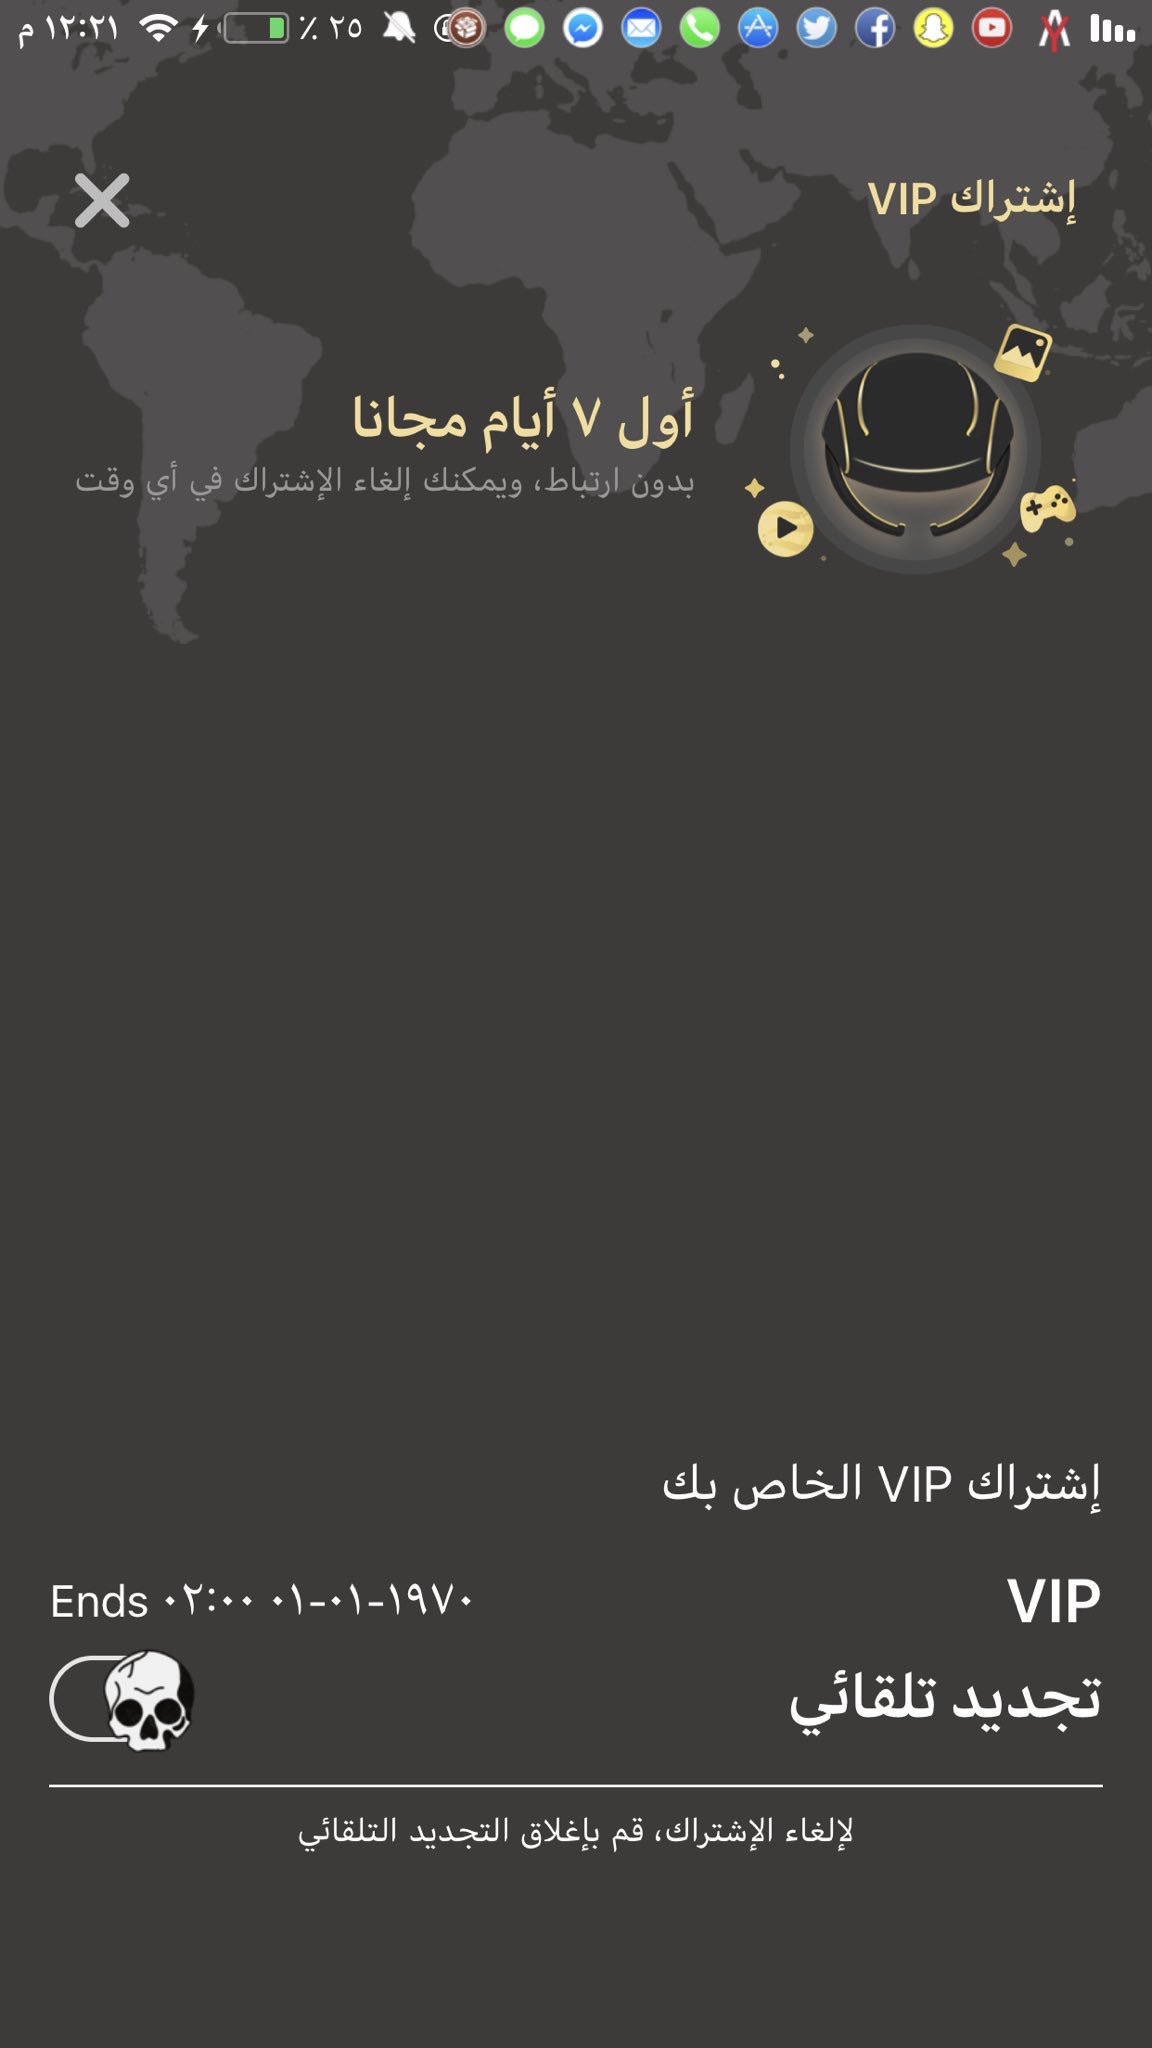 ١٢:٢١ م ٢٥ ٪
إشتراك VIP
أول ٧ أيام مجانا
بدون ارتباط، ويمكنك إلغاء الإشتراك في أي وقت
إشتراك VIP الخاص بك
VIP
Ends ٠٢:٠٠ ٠١-٠١-١٩٧٠
تجديد تلقائي
لإلغاء الإشتراك، قم بإغلاق التجديد التلقائي